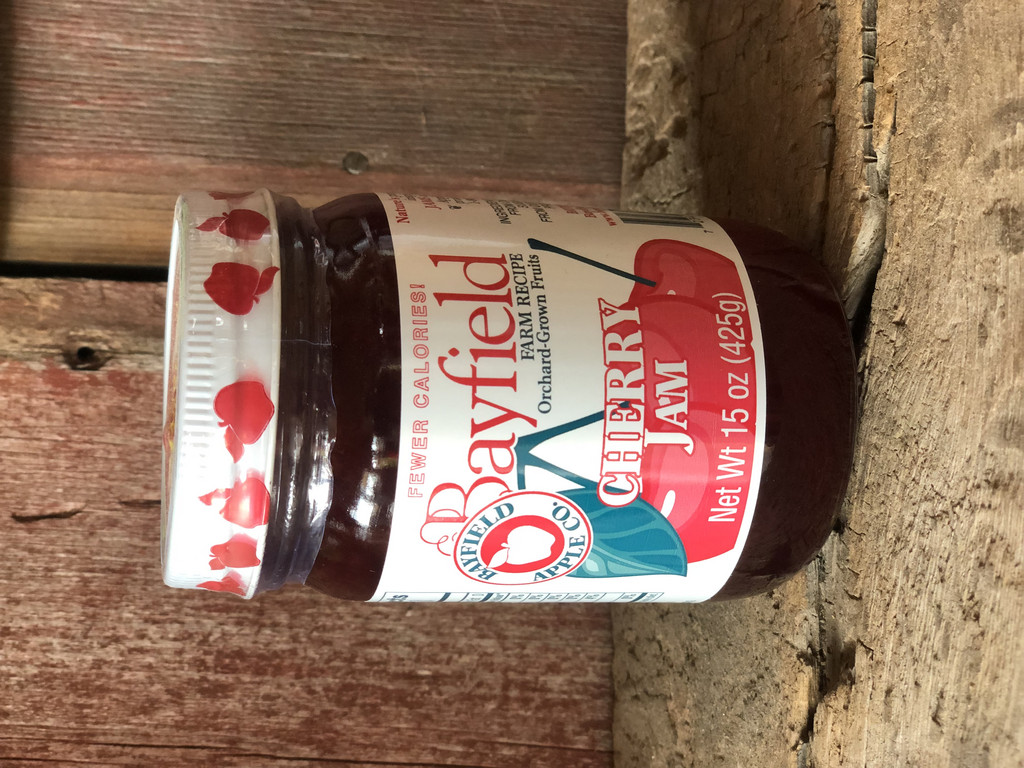 FEWER CALORIES!
Bayfield
FARM RECIPE
Orchard-Grown Fruits
BAYFIELD
APPLE CO.
CHERRY
JAM
Net Wt 15 oz (425g)